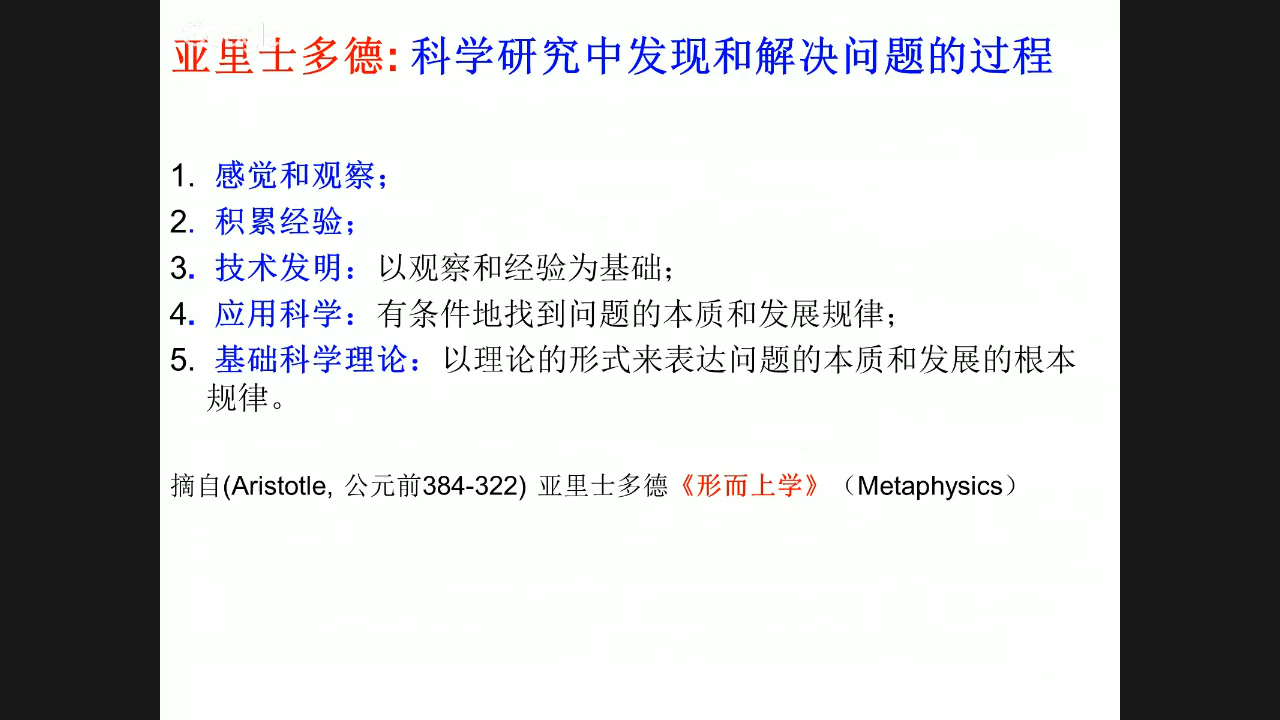 亚里士多德: 科学研究中发现和解决问题的过程
1. 感觉和观察;
2. 积累经验;
3. 技术发明：以观察和经验为基础;
4. 应用科学：有条件地找到问题的本质和发展规律;
5. 基础科学理论：以理论的形式来表达问题的本质和发展的根本
规律。
摘自(Aristotle, 公元前384-322) 亚里士多德《形而上学》（Metaphysics）